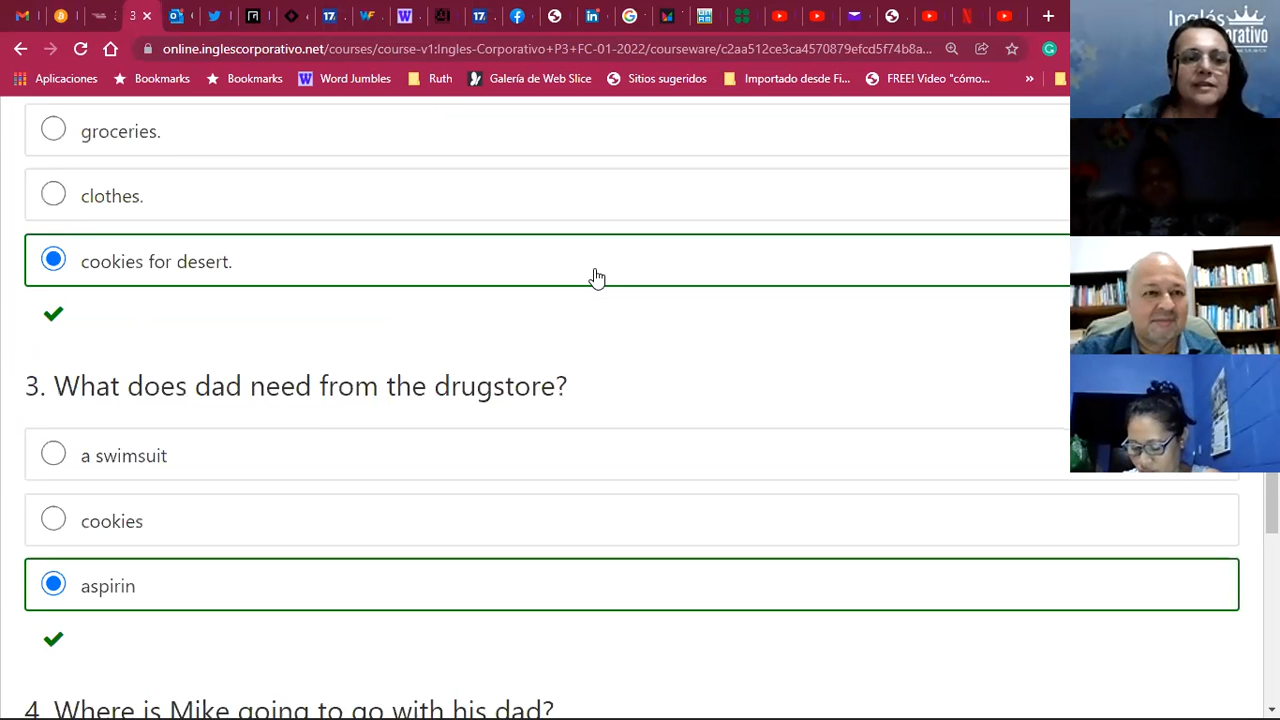 3
17
W
17
online.inglescorporativo.net/courses/course-v1:Ingles-Corporativo+P3+FC-01-2022/courseware/c2aa512ce3ca4570879efcd5f74b8a...
Aplicaciones Bookmarks Bookmarks Word Jumbles Ruth Galería de Web Slice Sitios sugeridos Importado desde Fi... FREE! Video "cómo... »
Inglés
groceries.
clothes.
cookies for desert.
3. What does dad need from the drugstore?
a swimsuit
cookies
aspirin
4. Where is Mike going to go with his dad?